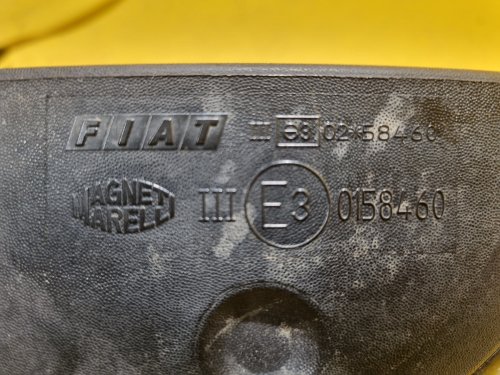 FIAT III e3 02*58460
MAGNETI
MARELLI III E3 0158460